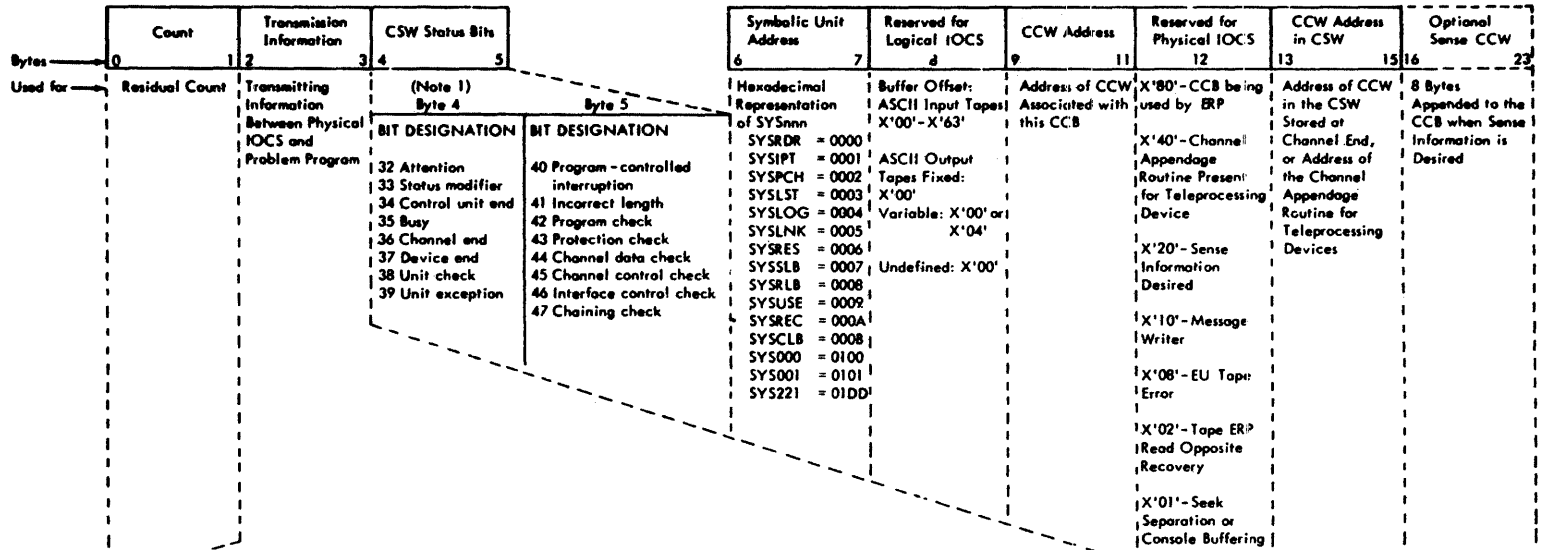 Count
Transmission
Information
CSW Status Bits
Symbolic Unit
Address
Reserved for
Logical IOCS
CCW Address
Reserved for
Physical IOCS
CCW Address
in CSW
Optional
Sense CCW
Bytes 0 1 2 3 4 5 6 7 8 9 11 12 13 15 16 23
Used for
Residual Count
Transmitting
Information
Between Physical
IOCS and
Problem Program
(Note 1)
Byte 4
BIT DESIGNATION
32 Attention
33 Status modifier
34 Control unit end
35 Busy
36 Channel end
37 Device end
38 Unit check
39 Unit exception
Byte 5
BIT DESIGNATION
40 Program-controlled
interruption
41 Incorrect length
42 Program check
43 Protection check
44 Channel data check
45 Channel control check
46 Interface control check
47 Chaining check
Hexadecimal
Representation
of SYSnnn
SYSRDR = 0000
SYSIPT = 0001
SYSPCH = 0002
SYSLST = 0003
SYSLOG = 0004
SYSLNK = 0005
SYSRES = 0006
SYSSLB = 0007
SYSRLB = 0008
SYSUSE = 0009
SYSREC = 000A
SYSCLB = 000B
SYS000 = 0100
SYS001 = 0101
SYS221 = 01DD
Buffer Offset:
ASCII Input Tapes
X'00'-X'63'
ASCII Output
Tapes Fixed:
X'00'
Variable: X'00' or
X'04'
Undefined: X'00'
Address of CCW
Associated with
this CCB
X'80'-CCB being
used by ERP
X'40'-Channel
Appendage
Routine Present
for Teleprocessing
Device
X'20'-Sense
Information
Desired
X'10'-Message
Writer
X'08'-EU Tape
Error
X'02'-Tape ERP
Read Opposite
Recovery
X'01'-Seek
Separation or
Console Buffering
Address of CCW
in the CSW
Stored at
Channel End,
or Address of
the Channel
Appendage
Routine for
Teleprocessing
Devices
8 Bytes
Appended to the
CCB when Sense
Information is
Desired